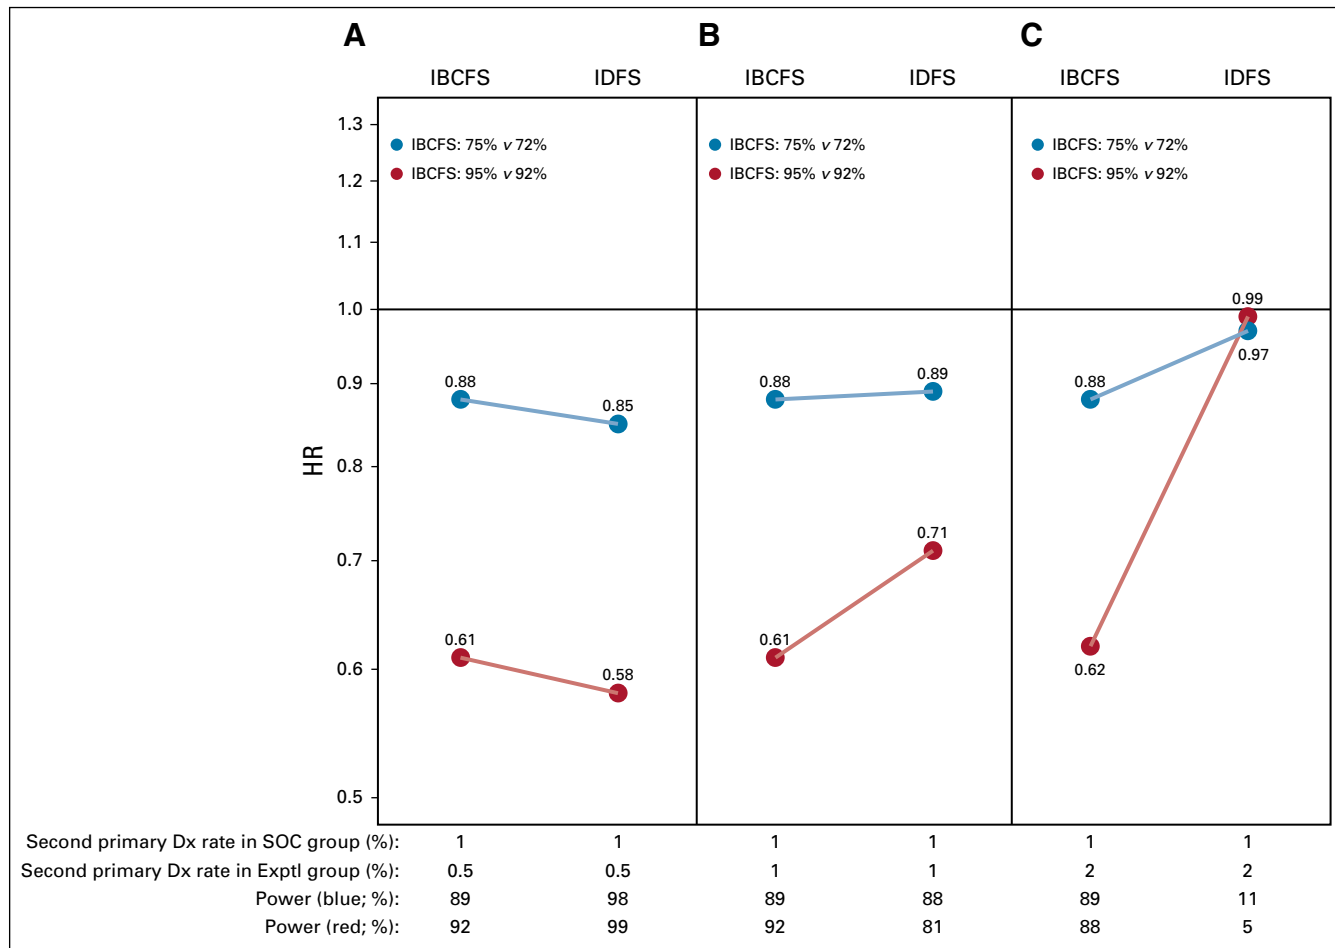 A B C
IBCFS IDFS IBCFS IDFS IBCFS IDFS
1.3
IBCFS: 75% v 72% IBCFS: 75% v 72% IBCFS: 75% v 72%
IBCFS: 95% v 92% IBCFS: 95% v 92% IBCFS: 95% v 92%
1.2
1.1
0.99
1.0
0.97
0.88 0.88 0.89 0.88
0.9
0.85
HR
0.8
0.71
0.7
0.61 0.61
0.62
0.6
0.58
0.5
Second primary Dx rate in SOC group (%): 1 1 1 1 1 1
Second primary Dx rate in Exptl group (%): 0.5 0.5 1 1 2 2
Power (blue; %): 89 98 89 88 89 11
Power (red; %): 92 99 92 81 88 5